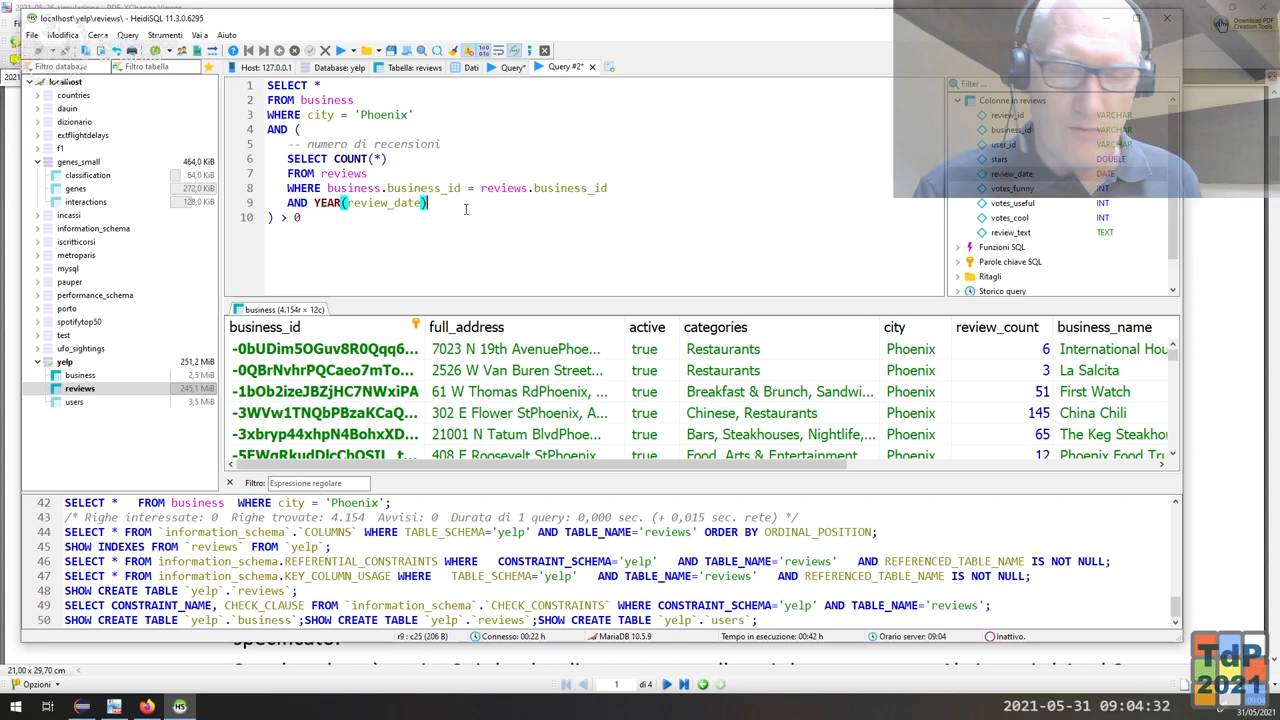 localhost\yelp\reviews\ - HeidiSQL 11.3.0.6295
File Modifica Cerca Query Strumenti Vai a Aiuto
Download PDF
Creation Tools
Filtro database Filtro tabella
Host: 127.0.0.1 Database: yelp Tabella: reviews Dati Query* Query #2*
localhost
countries
dauin
dizionario
extflightdelays
f1
genes_small 464,0 KiB
classification 64,0 KiB
genes 272,0 KiB
interactions 128,0 KiB
incassi
information_schema
iscritticorsi
metroparis
mysql
pauper
performance_schema
porto
spotifytop50
test
ufo_sightings
yelp 251,2 MiB
business 2,5 MiB
reviews 245,1 MiB
users 3,5 MiB
1 SELECT *
2 FROM business
3 WHERE city = 'Phoenix'
4 AND (
5 -- numero di recensioni
6 SELECT COUNT(*)
7 FROM reviews
8 WHERE business.business_id = reviews.business_id
9 AND YEAR(review_date)
10 ) > 0
Filter...
Colonne in reviews
review_id VARCHAR
business_id VARCHAR
user_id VARCHAR
stars DOUBLE
review_date DATE
votes_funny INT
votes_useful INT
votes_cool INT
review_text TEXT
Funzioni SQL
Parole chiave SQL
Ritagli
Storico query
business (4.154r × 12c)
business_id full_address active categories city review_count business_name
-0bUDim5OGuv8R0Qqq6... 7023 N 19th AvenuePhoe... true Restaurants Phoenix 6 International Hou
-0QBrNvhrPQCaeo7mTo... 2526 W Van Buren Street... true Restaurants Phoenix 3 La Salcita
-1bOb2izeJBZjHC7NWxiPA 61 W Thomas RdPhoenix, ... true Breakfast & Brunch, Sandwi... Phoenix 51 First Watch
-3WVw1TNQbPBzaKCaQ... 302 E Flower StPhoenix, A... true Chinese, Restaurants Phoenix 145 China Chili
-3xbryp44xhpN4BohxXD... 21001 N Tatum BlvdPhoe... true Bars, Steakhouses, Nightlife,... Phoenix 65 The Keg Steakho
408 E Roosevelt StPhoenix... true Food, Arts & Entertainment Phoenix 12 Phoenix Food Tr
Filtro: Espressione regolare
42 SELECT * FROM business WHERE city = 'Phoenix';
43 /* Righe interessate: 0 Righe trovate: 4.154 Avvisi: 0 Durata di 1 query: 0,000 sec. (+ 0,015 sec. rete) */
44 SELECT * FROM `information_schema`.`COLUMNS` WHERE TABLE_SCHEMA='yelp' AND TABLE_NAME='reviews' ORDER BY ORDINAL_POSITION;
45 SHOW INDEXES FROM `reviews` FROM `yelp`;
46 SELECT * FROM information_schema.REFERENTIAL_CONSTRAINTS WHERE CONSTRAINT_SCHEMA='yelp' AND TABLE_NAME='reviews' AND REFERENCED_TABLE_NAME IS NOT NULL;
47 SELECT * FROM information_schema.KEY_COLUMN_USAGE WHERE TABLE_SCHEMA='yelp' AND TABLE_NAME='reviews' AND REFERENCED_TABLE_NAME IS NOT NULL;
48 SHOW CREATE TABLE `yelp`.`reviews`;
49 SELECT CONSTRAINT_NAME, CHECK_CLAUSE FROM `information_schema`.`CHECK_CONSTRAINTS` WHERE CONSTRAINT_SCHEMA='yelp' AND TABLE_NAME='reviews';
50 SHOW CREATE TABLE `yelp`.`business`;SHOW CREATE TABLE `yelp`.`reviews`;SHOW CREATE TABLE `yelp`.`users`;
r9 : c25 (206 B) Connesso: 00:22 h MariaDB 10.5.9 Tempo in esecuzione: 00:42 h Orario server: 09:04 Inattivo.
specificato.
21,00 x 29,70 cm
Opzioni 1 di 4
TdP
2021
2021-05-31 09:04:32
31/05/2021